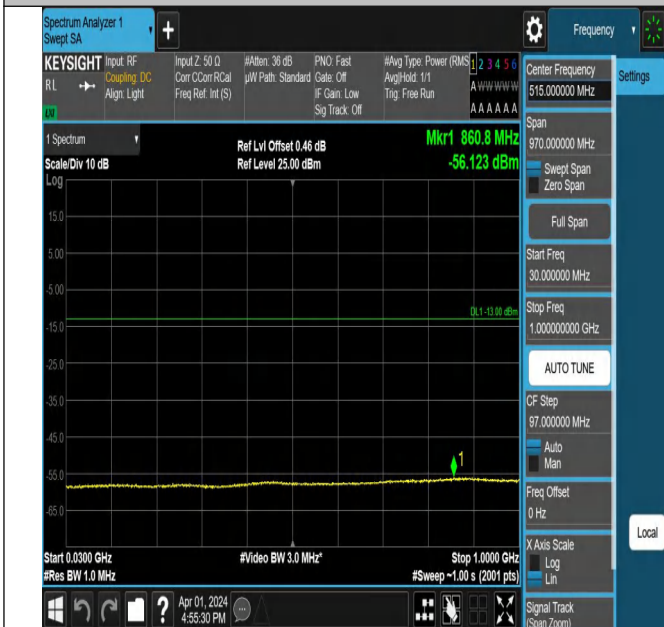 Spectrum Analyzer 1
Swept SA
+
Frequency
KEYSIGHT
RL
LXI
Input: RF
Coupling: DC
Align: Light
Input Z: 50 Ω
Corr CCorr RCal
Freq Ref: Int (S)
#Atten: 36 dB
µW Path: Standard
PNO: Fast
Gate: Off
IF Gain: Low
Sig Track: Off
#Avg Type: Power (RMS
Avg|Hold: 1/1
Trig: Free Run
1 2 3 4 5 6
A W W W W W
A A A A A A
Center Frequency
515.000000 MHz
Settings
Span
970.000000 MHz
Swept Span
Zero Span
Full Span
Start Freq
30.000000 MHz
Stop Freq
1.000000000 GHz
AUTO TUNE
CF Step
97.000000 MHz
Auto
Man
Freq Offset
0 Hz
X Axis Scale
Log
Lin
Signal Track
(Span Zoom)
Local
1 Spectrum
Scale/Div 10 dB
Log
Ref Lvl Offset 0.46 dB
Ref Level 25.00 dBm
Mkr1 860.8 MHz
-56.123 dBm
15.0
5.00
-5.00
DL1 -13.00 dBm
-15.0
-25.0
-35.0
-45.0
1
-55.0
-65.0
Start 0.0300 GHz
#Video BW 3.0 MHz*
Stop 1.0000 GHz
#Res BW 1.0 MHz
#Sweep ~1.00 s (2001 pts)
?
Apr 01, 2024
4:55:30 PM